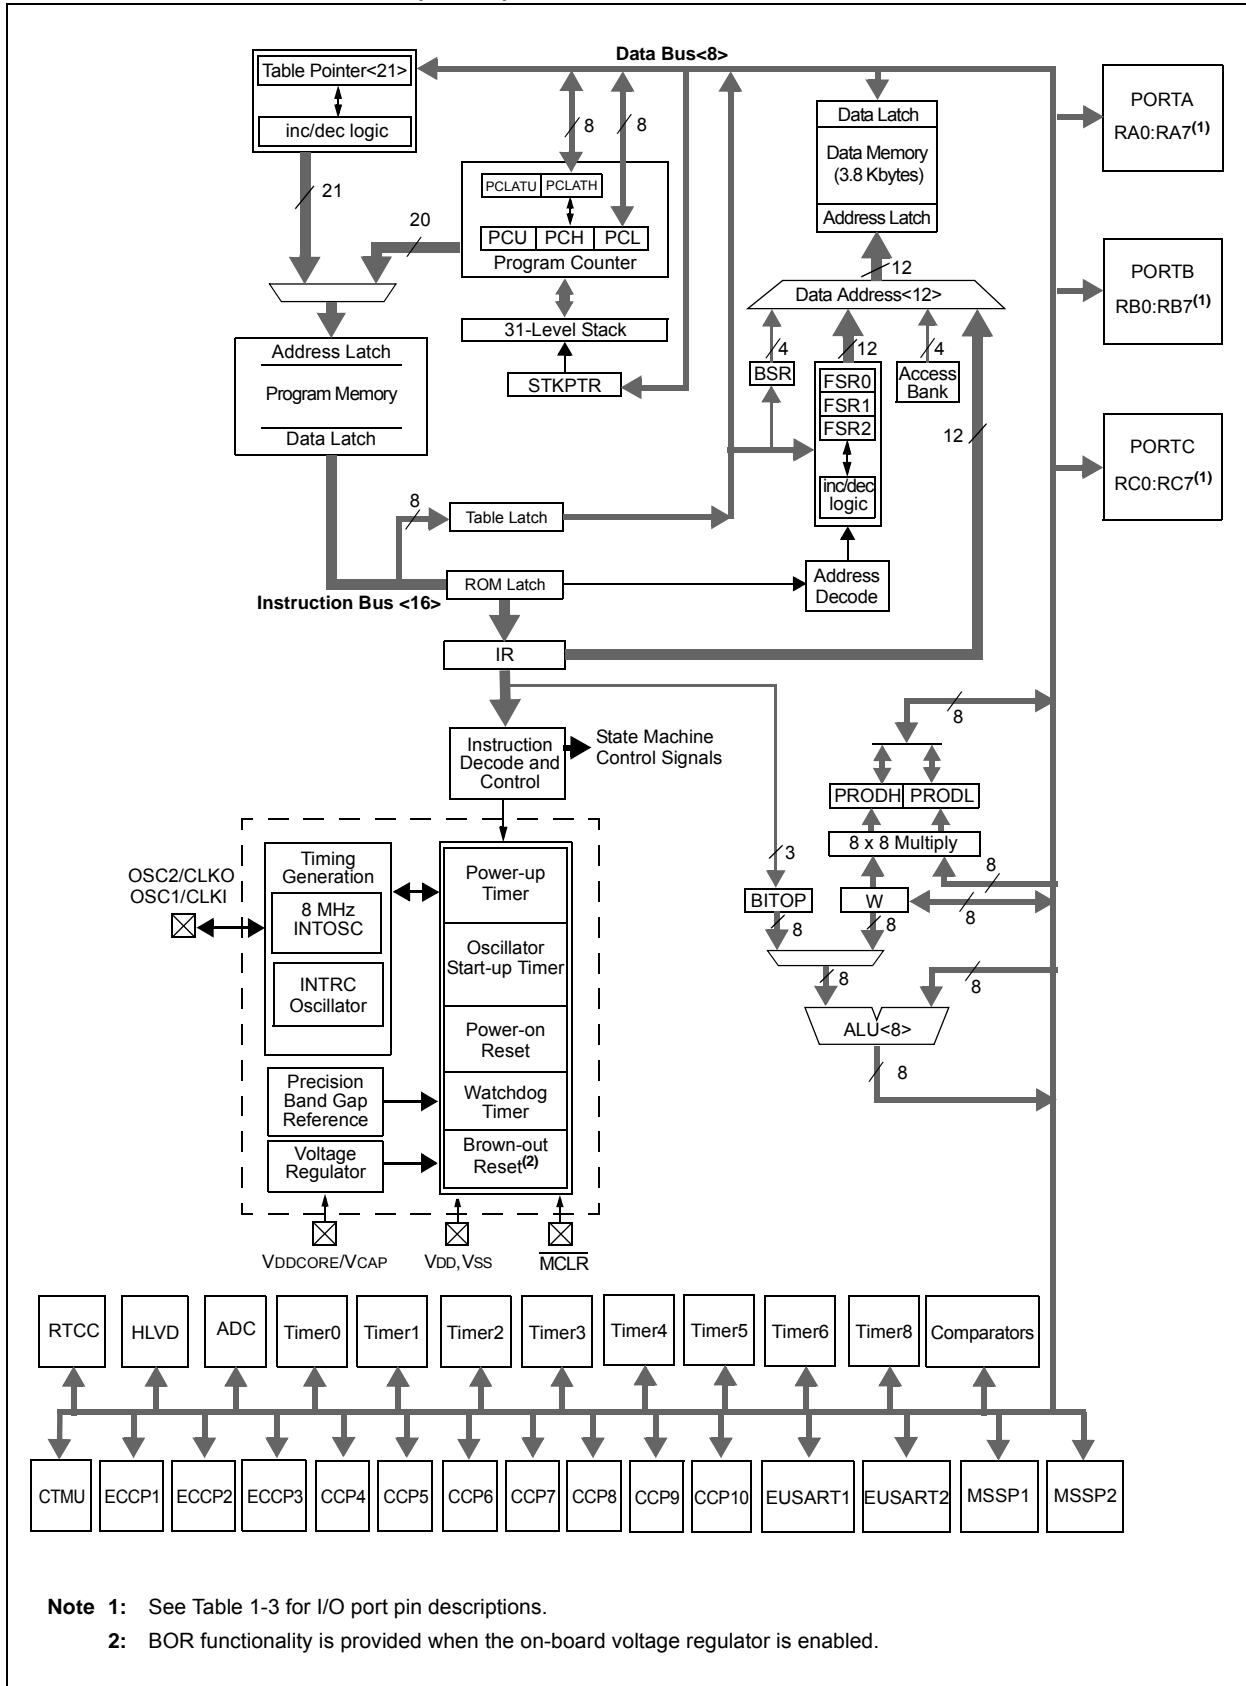 Data Bus<8>
Table Pointer<21>
inc/dec logic
21
20
8
8
PCLATU
PCLATH
PCU
PCH
PCL
Program Counter
31-Level Stack
STKPTR
Address Latch
Program Memory
Data Latch
Data Latch
Data Memory
(3.8 Kbytes)
Address Latch
12
Data Address<12>
4
12
4
BSR
FSR0
FSR1
FSR2
inc/dec
logic
Access
Bank
12
PORTA
RA0:RA7(1)
PORTB
RB0:RB7(1)
PORTC
RC0:RC7(1)
8
Table Latch
ROM Latch
Instruction Bus <16>
Address
Decode
IR
Instruction
Decode and
Control
State Machine
Control Signals
8
PRODH
PRODL
8 x 8 Multiply
3
8
BITOP
W
8
8
8
8
8
ALU<8>
8
OSC2/CLKO
OSC1/CLKI
Timing
Generation
8 MHz
INTOSC
INTRC
Oscillator
Power-up
Timer
Oscillator
Start-up Timer
Power-on
Reset
Watchdog
Timer
Brown-out
Reset(2)
Precision
Band Gap
Reference
Voltage
Regulator
VDDCORE/VCAP
VDD, VSS
MCLR
RTCC
HLVD
ADC
Timer0
Timer1
Timer2
Timer3
Timer4
Timer5
Timer6
Timer8
Comparators
CTMU
ECCP1
ECCP2
ECCP3
CCP4
CCP5
CCP6
CCP7
CCP8
CCP9
CCP10
EUSART1
EUSART2
MSSP1
MSSP2
Note 1: See Table 1-3 for I/O port pin descriptions.
2: BOR functionality is provided when the on-board voltage regulator is enabled.